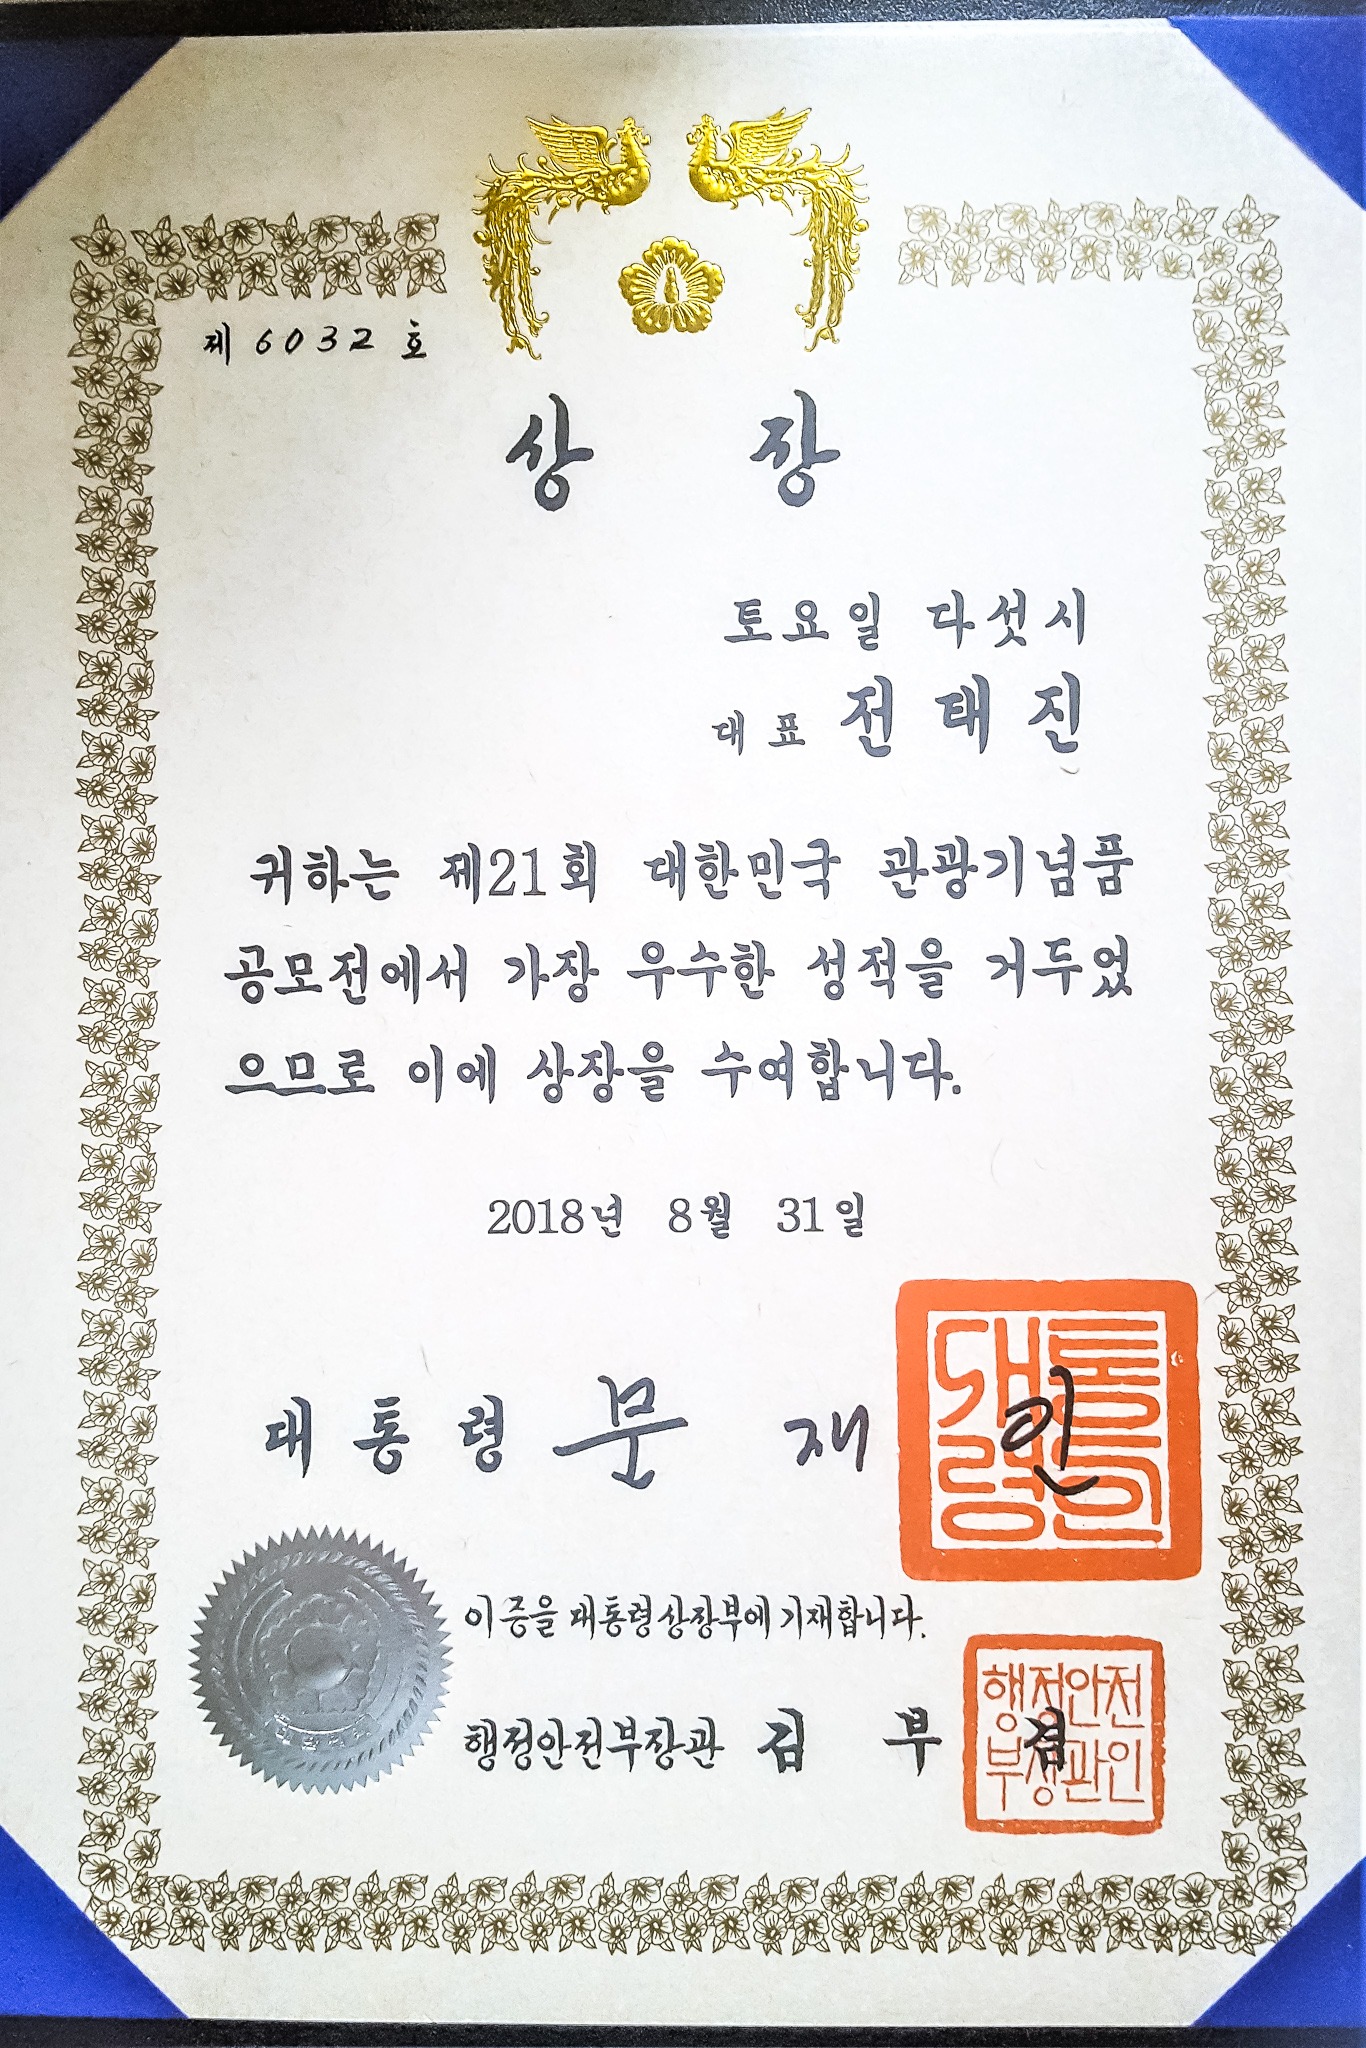 제 6032 호
상 장
토요일 다섯시
대표 전태진
귀하는 제21회 대한민국 관광기념품
공모전에서 가장 우수한 성적을 거두었
으므로 이에 상장을 수여합니다.
2018년 8월 31일
대통령 문재인
대통령인
이 증을 대통령상장부에 기재합니다.
행정안전부장관 김부겸
행정안전
부장관인